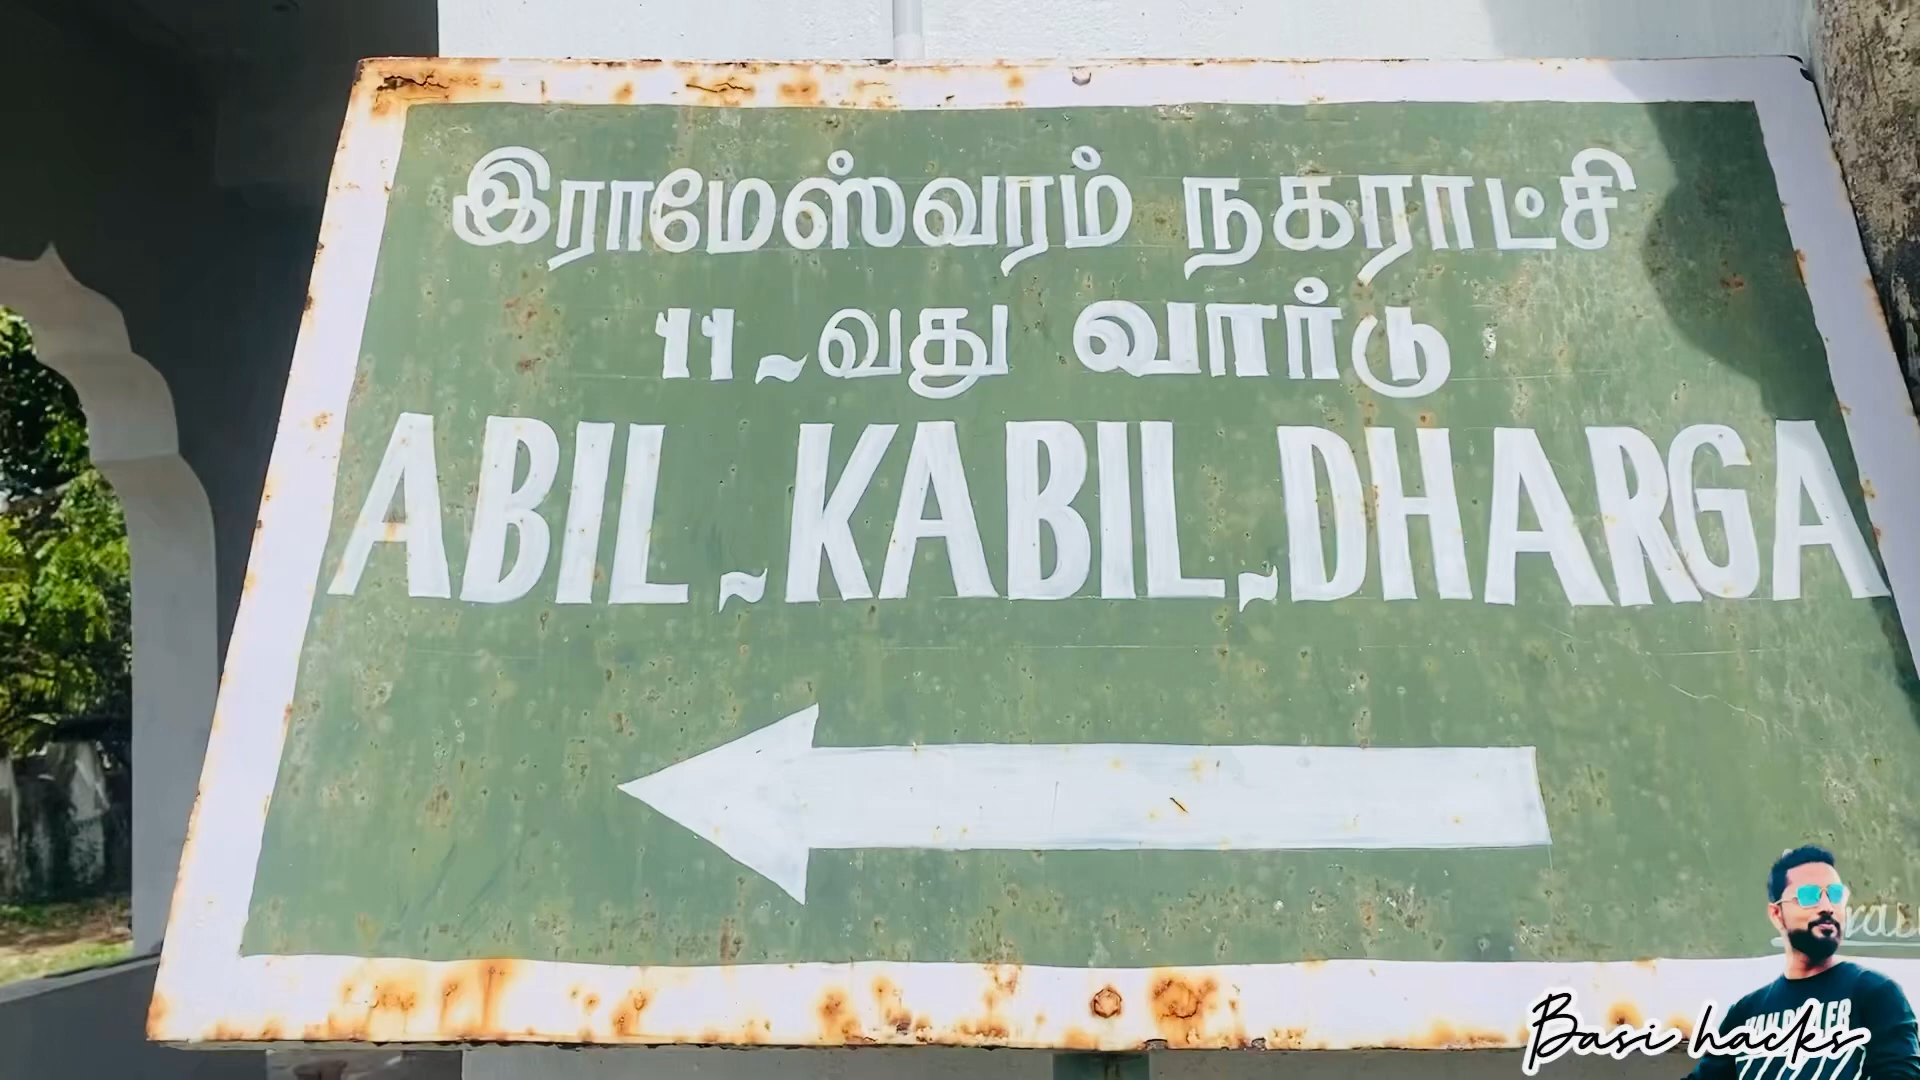 இராமேஸ்வரம் நகராட்சி
11-வது வார்டு
ABIL-KABIL-DHARGA
Basi hacks